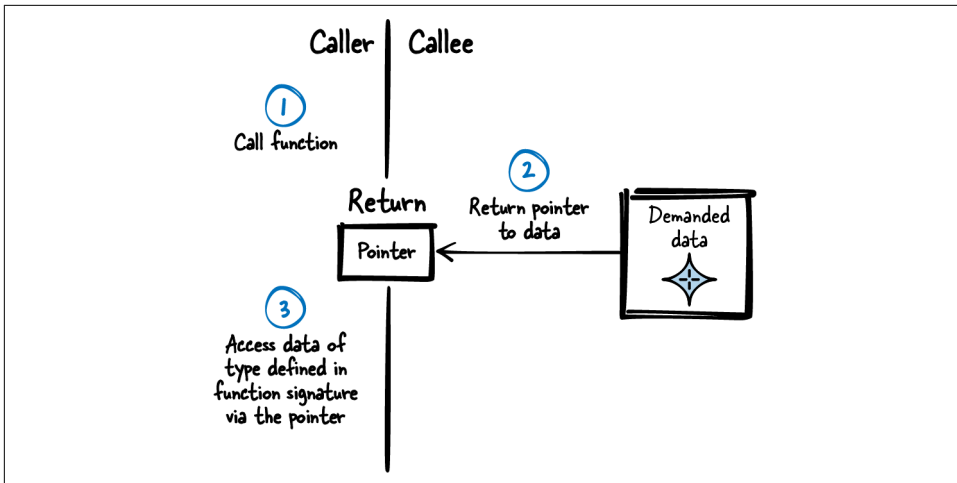 Caller
Callee
1
Call function
2
Return
Return pointer
to data
Demanded
data
Pointer
3
Access data of
type defined in
function signature
via the pointer